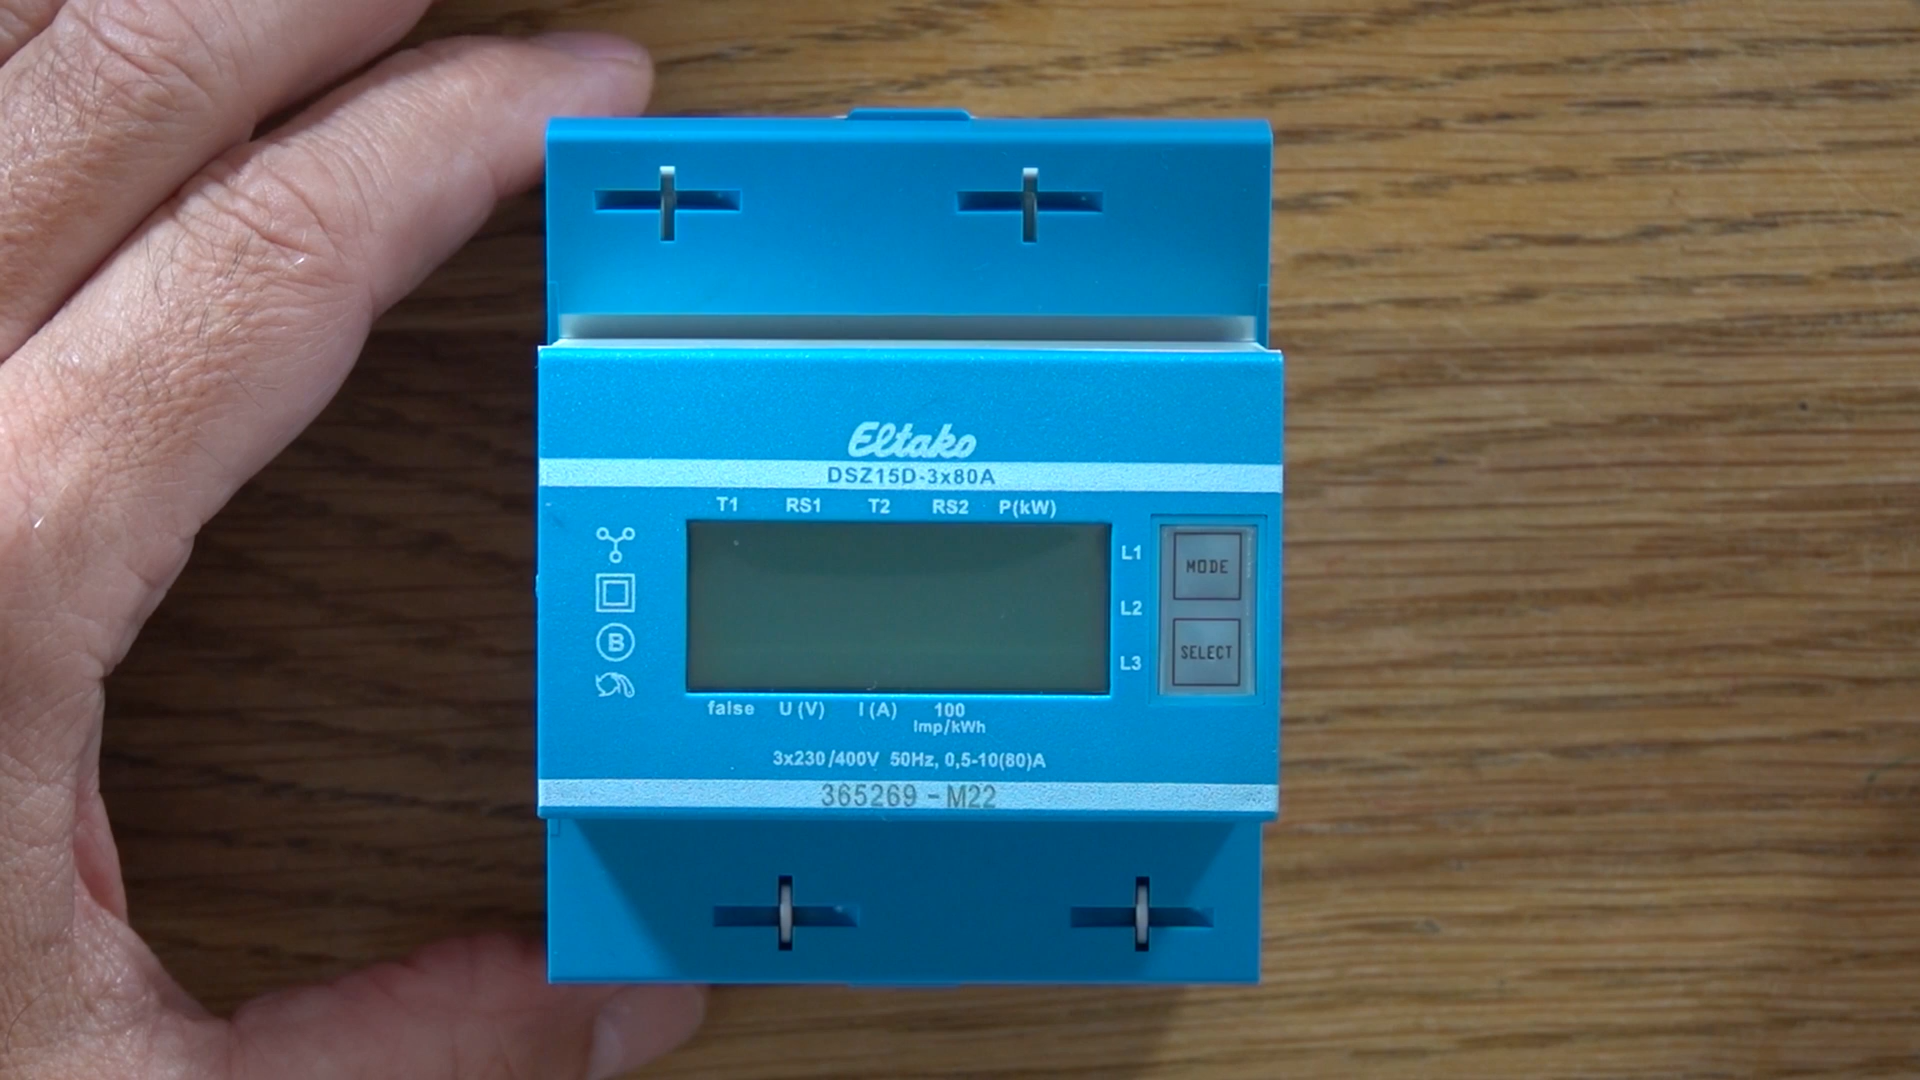 Eltako
DSZ15D-3x80A
T1 RS1 T2 RS2 P(kW)
L1
L2
L3
MODE
SELECT
B
false U (V) I (A) 100
Imp/kWh
3x230/400V 50Hz, 0,5-10(80)A
365269 - M22